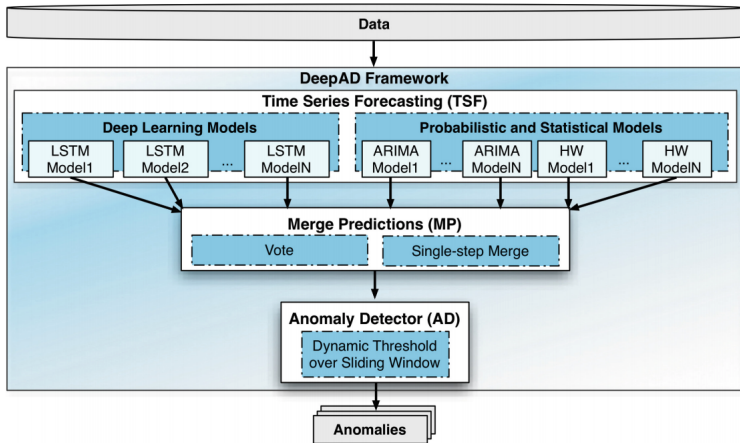 Data
DeepAD Framework
Time Series Forecasting (TSF)
Deep Learning Models
Probabilistic and Statistical Models
LSTM Model1
LSTM Model2
...
LSTM ModelN
ARIMA Model1
...
ARIMA ModelN
HW Model1
...
HW ModelN
Merge Predictions (MP)
Vote
Single-step Merge
Anomaly Detector (AD)
Dynamic Threshold
over Sliding Window
Anomalies